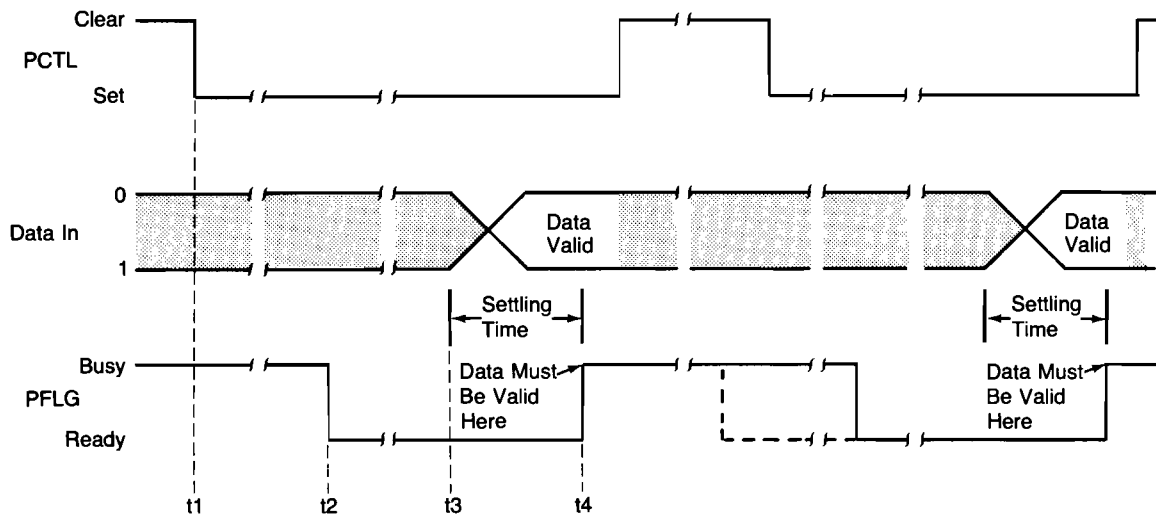 Clear
PCTL
Set
0
Data In
1
Data
Valid
Data
Valid
Settling
Time
Settling
Time
Busy
PFLG
Ready
Data Must
Be Valid
Here
Data Must
Be Valid
Here
t1
t2
t3
t4